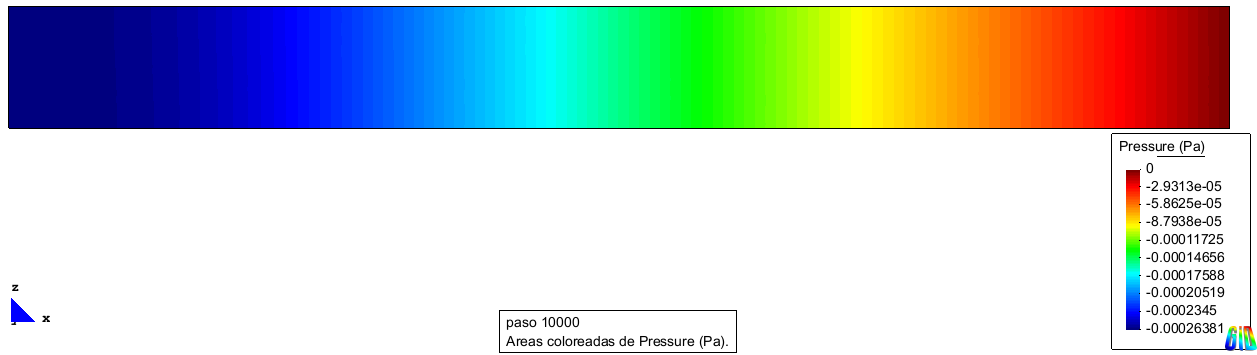 Pressure (Pa)
0
-2.9313e-05
-5.8625e-05
-8.7938e-05
-0.00011725
-0.00014656
-0.00017588
-0.00020519
-0.0002345
-0.00026381
GiD
z
x
paso 10000
Areas coloreadas de Pressure (Pa).